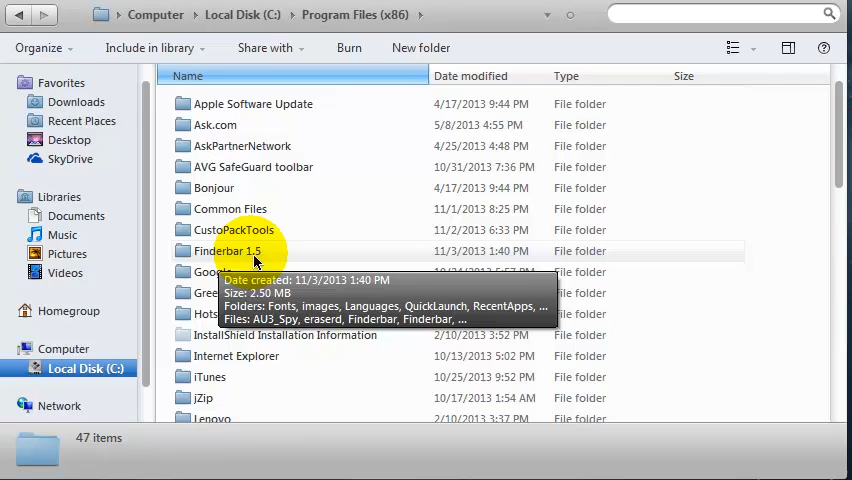 Computer Local Disk (C:) Program Files (x86)
Organize Include in library Share with Burn New folder
Name Date modified Type Size
Favorites
Downloads
Recent Places
Desktop
SkyDrive
Libraries
Documents
Music
Pictures
Videos
Homegroup
Computer
Local Disk (C:)
Network
Apple Software Update 4/17/2013 9:44 PM File folder
Ask.com 5/8/2013 4:55 PM File folder
AskPartnerNetwork 4/25/2013 4:48 PM File folder
AVG SafeGuard toolbar 10/31/2013 7:36 PM File folder
Bonjour 4/17/2013 9:44 PM File folder
Common Files 11/1/2013 8:25 PM File folder
CustoPackTools 11/2/2013 6:33 PM File folder
Finderbar 1.5 11/3/2013 1:40 PM File folder
File folder
Date created: 11/3/2013 1:40 PM
Size: 2.50 MB
Folders: Fonts, images, Languages, QuickLaunch, RecentApps, ...
Files: AU3_Spy, eraserd, Finderbar, Finderbar, ...
File folder
File folder
InstallShield Installation Information 2/10/2013 3:52 PM File folder
Internet Explorer 10/13/2013 5:02 PM File folder
iTunes 10/25/2013 9:52 PM File folder
jZip 10/17/2013 1:54 AM File folder
Lenovo 2/10/2013 3:37 PM File folder
47 items